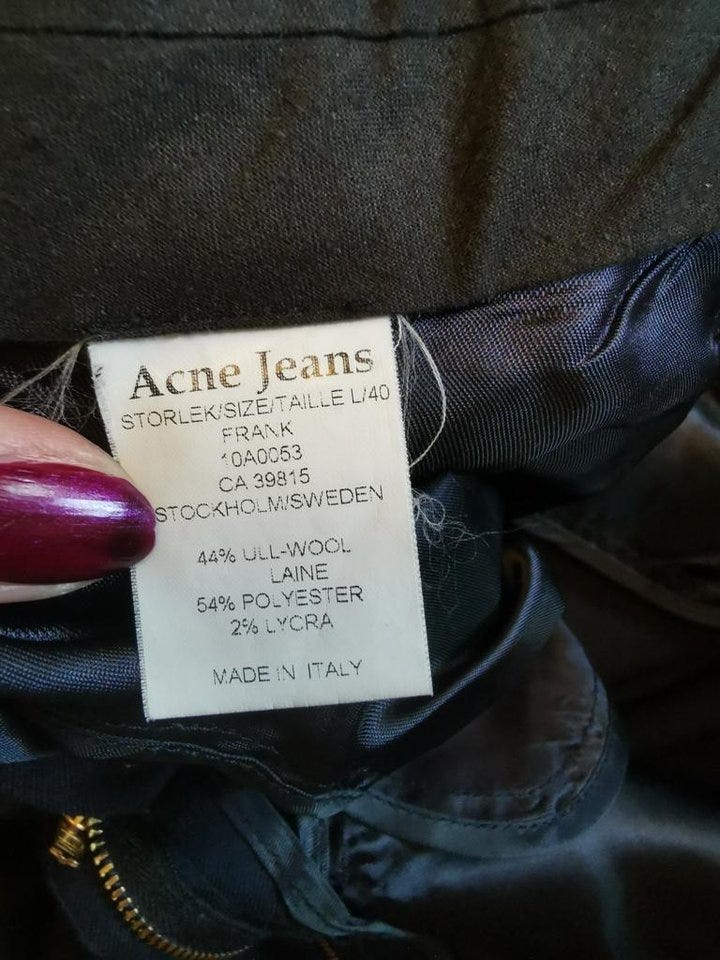 Acne Jeans
STORLEK/SIZE/TAILLE L/40
FRANK
10A0053
CA 39815
STOCKHOLM/SWEDEN
44% ULL-WOOL
LAINE
54% POLYESTER
2% LYCRA
MADE IN ITALY